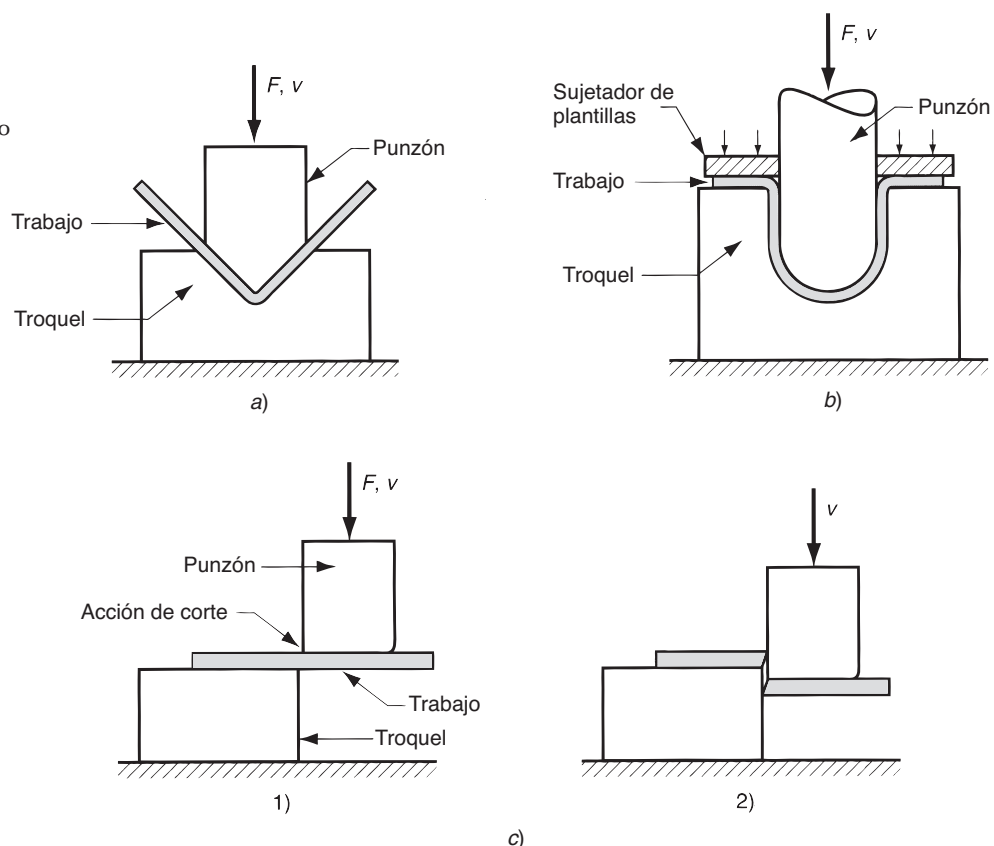 F, v
Punzón
Trabajo
Troquel
a)
F, v
Sujetador de
plantillas
Punzón
Trabajo
Troquel
b)
F, v
Punzón
Acción de corte
Trabajo
Troquel
1)
v
2)
c)